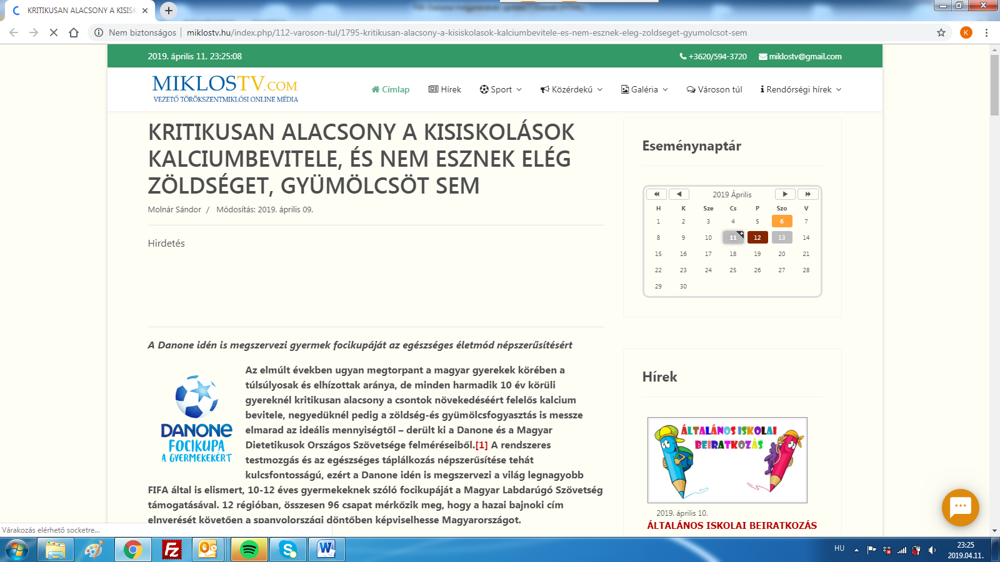 KRITIKUSAN ALACSONY A KISISK
Nem biztonságos
miklostv.hu/index.php/112-varoson-tul/1795-kritikusan-alacsony-a-kisiskolasok-kalciumbevitele-es-nem-esznek-eleg-zoldseget-gyumolcsot-sem
K
2019. április 11. 23:25:08
+3620/594-3720
miklostv@gmail.com
MIKLOSTV.COM
VEZETŐ TÖRÖKSZENTMIKLÓSI ONLINE MÉDIA
Címlap
Hírek
Sport
Közérdekű
Galéria
Városon túl
Rendőrségi hírek
KRITIKUSAN ALACSONY A KISISKOLÁSOK
KALCIUMBEVITELE, ÉS NEM ESZNEK ELÉG
ZÖLDSÉGET, GYÜMÖLCSÖT SEM
Molnár Sándor / Módosítás: 2019. április 09.
Hirdetés
A Danone idén is megszervezi gyermek focikupáját az egészséges életmód népszerűsítésért
DANONE
FOCIKUPA
A GYERMEKEKÉRT
Az elmúlt években ugyan megtorpant a magyar gyerekek körében a
túlsúlyosak és elhízottak aránya, de minden harmadik 10 év körüli
gyereknél kritikusan alacsony a csontok növekedéséért felelős kalcium
bevitele, negyedüknél pedig a zöldség-és gyümölcsfogyasztás is messze
elmarad az ideális mennyiségtől – derült ki a Danone és a Magyar
Dietetikusok Országos Szövetsége felméréseiből.[1] A rendszeres
testmozgás és az egészséges táplálkozás népszerűsítése tehát
kulcsfontosságú, ezért a Danone idén is megszervezi a világ legnagyobb
FIFA által is elismert, 10-12 éves gyermekeknek szóló focikupáját a Magyar Labdarúgó Szövetség
támogatásával. 12 régióban, összesen 96 csapat mérkőzik meg, hogy a hazai bajnoki cím
elnyerését követően a spanyolországi döntőben képviselhesse Magyarországot.
Eseménynaptár
2019 Április
H K Sze Cs P Szo V
1 2 3 4 5 6 7
8 9 10 11 12 13 14
15 16 17 18 19 20 21
22 23 24 25 26 27 28
29 30
Hírek
ÁLTALÁNOS ISKOLAI
BEIRATKOZÁS
2019. április 10.
ÁLTALÁNOS ISKOLAI BEIRATKOZÁS
Várakozás elérhető socketre...
HU
23:25
2019.04.11.